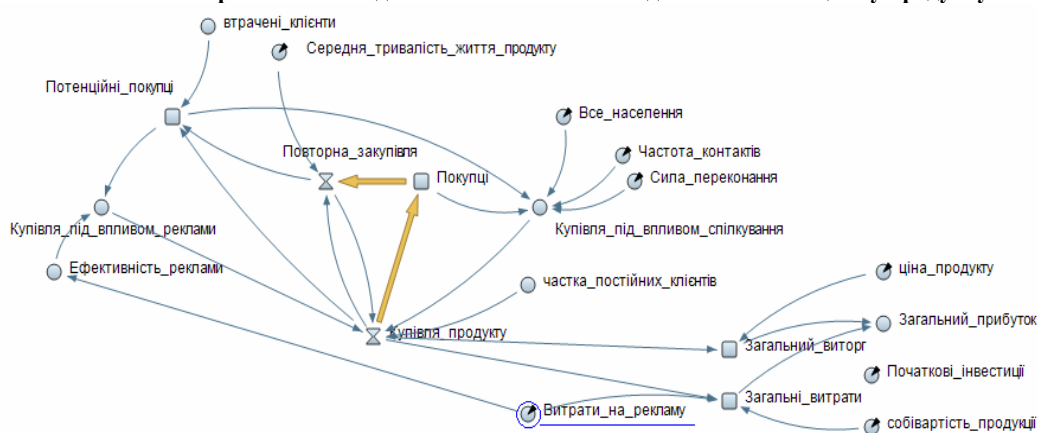 втрачені_клієнти
Середня_тривалість_життя_продукту
Потенційні_покупці
Все_населення
Повторна_закупівля
Частота_контактів
Покупці
Сила_переконання
Купівля_під_впливом_реклами
Купівля_під_впливом_спілкування
Ефективність_реклами
частка_постійних_клієнтів
ціна_продукту
Купівля_продукту
Загальний_прибуток
Загальний_виторг
Початкові_інвестиції
Загальні_витрати
Витрати_на_рекламу
собівартість_продукції